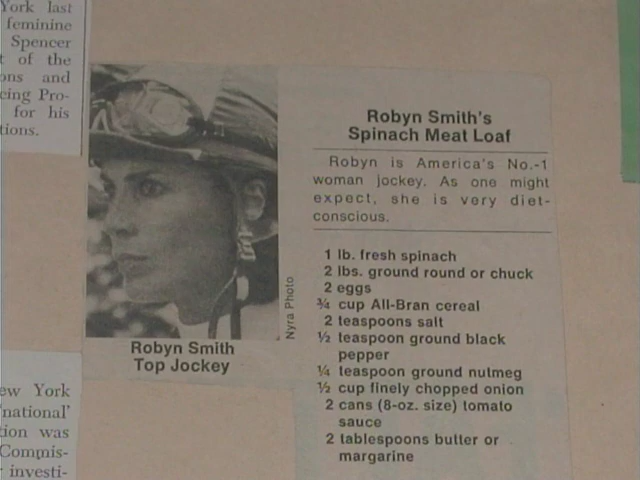 York last
feminine
Spencer
t of the
ons and
cing Pro-
for his
tions.
Robyn Smith
Top Jockey
Nyra Photo
Robyn Smith's
Spinach Meat Loaf
Robyn is America's No.-1
woman jockey. As one might
expect, she is very diet-
conscious.
1 lb. fresh spinach
2 lbs. ground round or chuck
2 eggs
¾ cup All-Bran cereal
2 teaspoons salt
½ teaspoon ground black
pepper
¼ teaspoon ground nutmeg
½ cup finely chopped onion
2 cans (8-oz. size) tomato
sauce
2 tablespoons butter or
margarine
ew York
'national'
tion was
Commis-
investi-